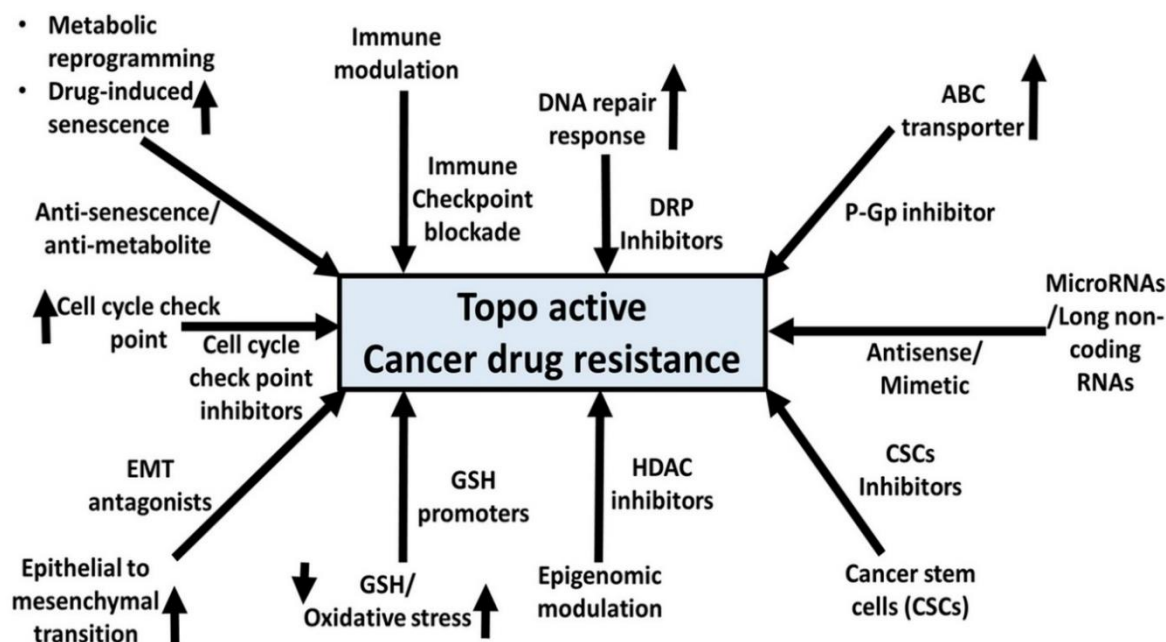 • Metabolic
reprogramming
• Drug-induced
senescence
Anti-senescence/
anti-metabolite
Immune
modulation
Immune
Checkpoint
blockade
DNA repair
response
DRP
Inhibitors
ABC
transporter
P-Gp inhibitor
Cell cycle check
point
Cell cycle
check point
inhibitors
Topo active
Cancer drug resistance
MicroRNAs
/Long non-
coding
RNAs
Antisense/
Mimetic
EMT
antagonists
Epithelial to
mesenchymal
transition
GSH
promoters
GSH/
Oxidative stress
HDAC
inhibitors
Epigenomic
modulation
CSCs
Inhibitors
Cancer stem
cells (CSCs)